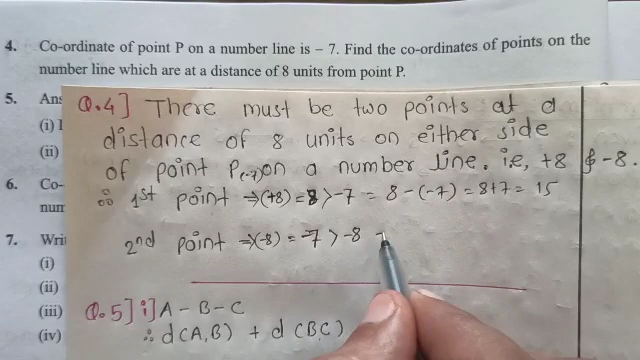 4. Co-ordinate of point P on a number line is – 7. Find the co-ordinates of points on the
number line which are at a distance of 8 units from point P.
5.
(i)
(ii)
6. Co-
num
7.
(i)
(ii)
(iii)
(iv)
Q.4] There must be two points at a
distance of 8 units on either side
of point P(-7) on a number line. i.e, +8 & -8.
∴ 1st point ⇒ (+8) = 8 > -7 = 8 - (-7) = 8+7 = 15
2nd point ⇒ (-8) = -7 > -8 -
Q.5] i] A - B - C
∴ d(A,B) + d (BC)